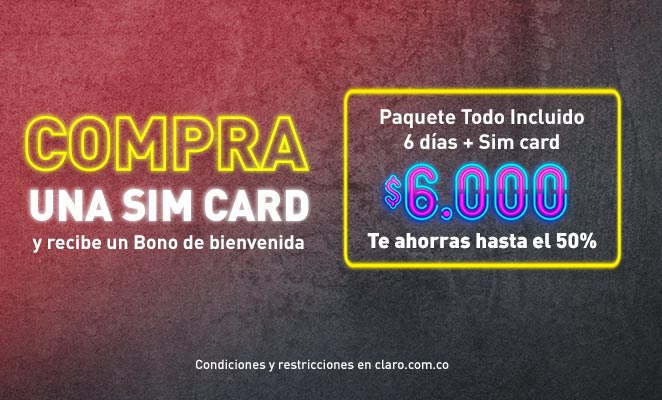 COMPRA
UNA SIM CARD
y recibe un Bono de bienvenida
Paquete Todo Incluido
6 días + Sim card
$6.000
Te ahorras hasta el 50%
Condiciones y restricciones en claro.com.co